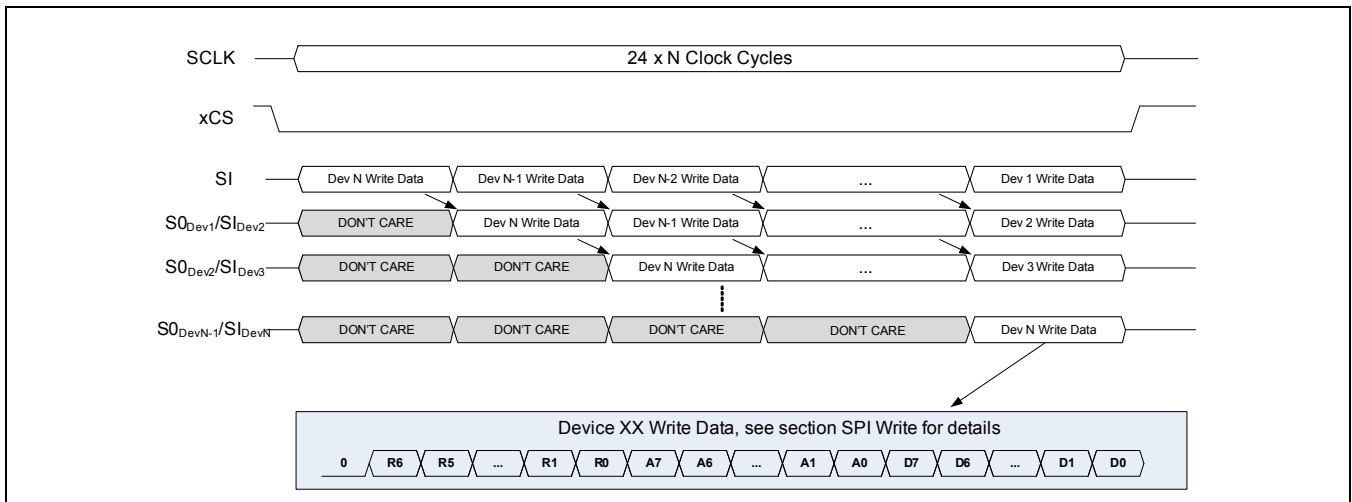 SCLK 24 x N Clock Cycles
xCS
SI Dev N Write Data Dev N-1 Write Data Dev N-2 Write Data ... Dev 1 Write Data
S0Dev1/SIDev2 DON'T CARE Dev N Write Data Dev N-1 Write Data ... Dev 2 Write Data
S0Dev2/SIDev3 DON'T CARE DON'T CARE Dev N Write Data ... Dev 3 Write Data
S0DevN-1/SIDevN DON'T CARE DON'T CARE DON'T CARE DON'T CARE Dev N Write Data
Device XX Write Data, see section SPI Write for details
0 R6 R5 ... R1 R0 A7 A6 ... A1 A0 D7 D6 ... D1 D0